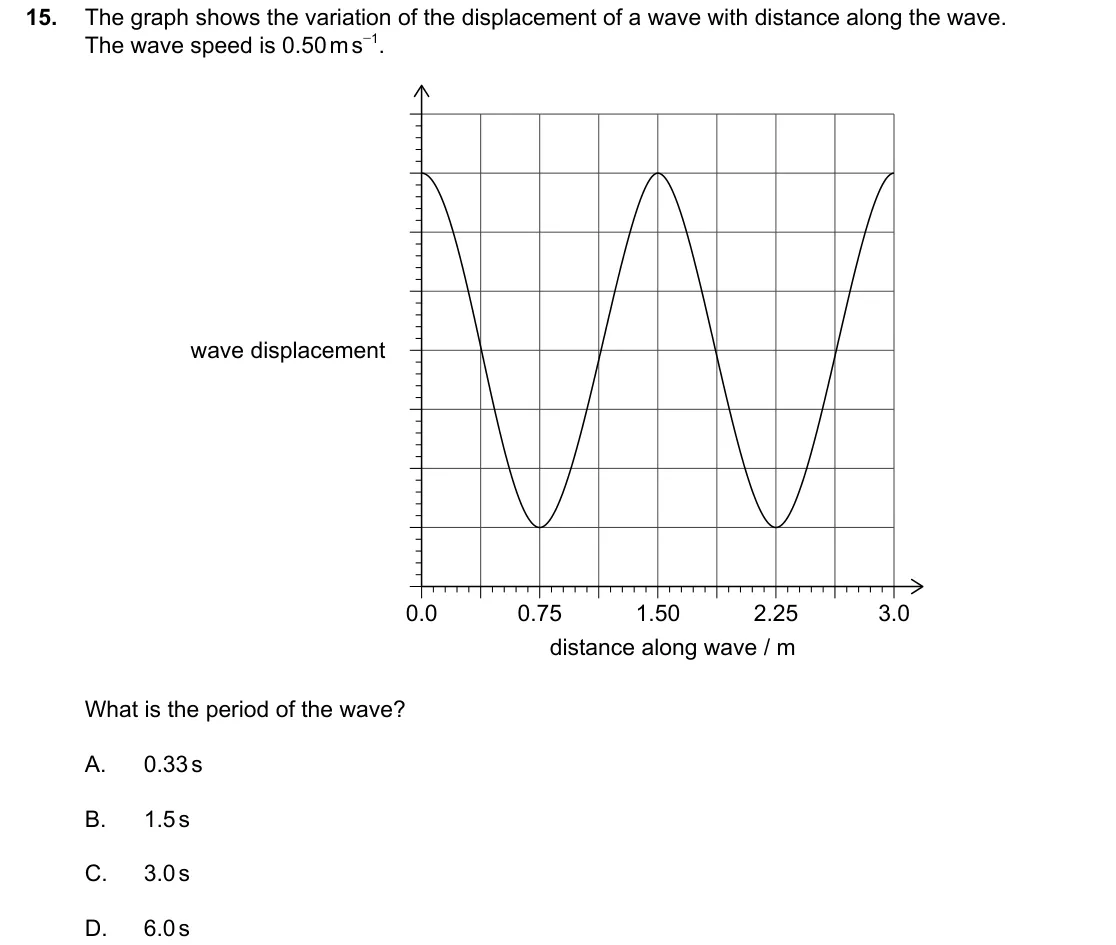 15. The graph shows the variation of the displacement of a wave with distance along the wave.
The wave speed is 0.50 m s⁻¹.
wave displacement
0.0 0.75 1.50 2.25 3.0
distance along wave / m
What is the period of the wave?
A. 0.33 s
B. 1.5 s
C. 3.0 s
D. 6.0 s